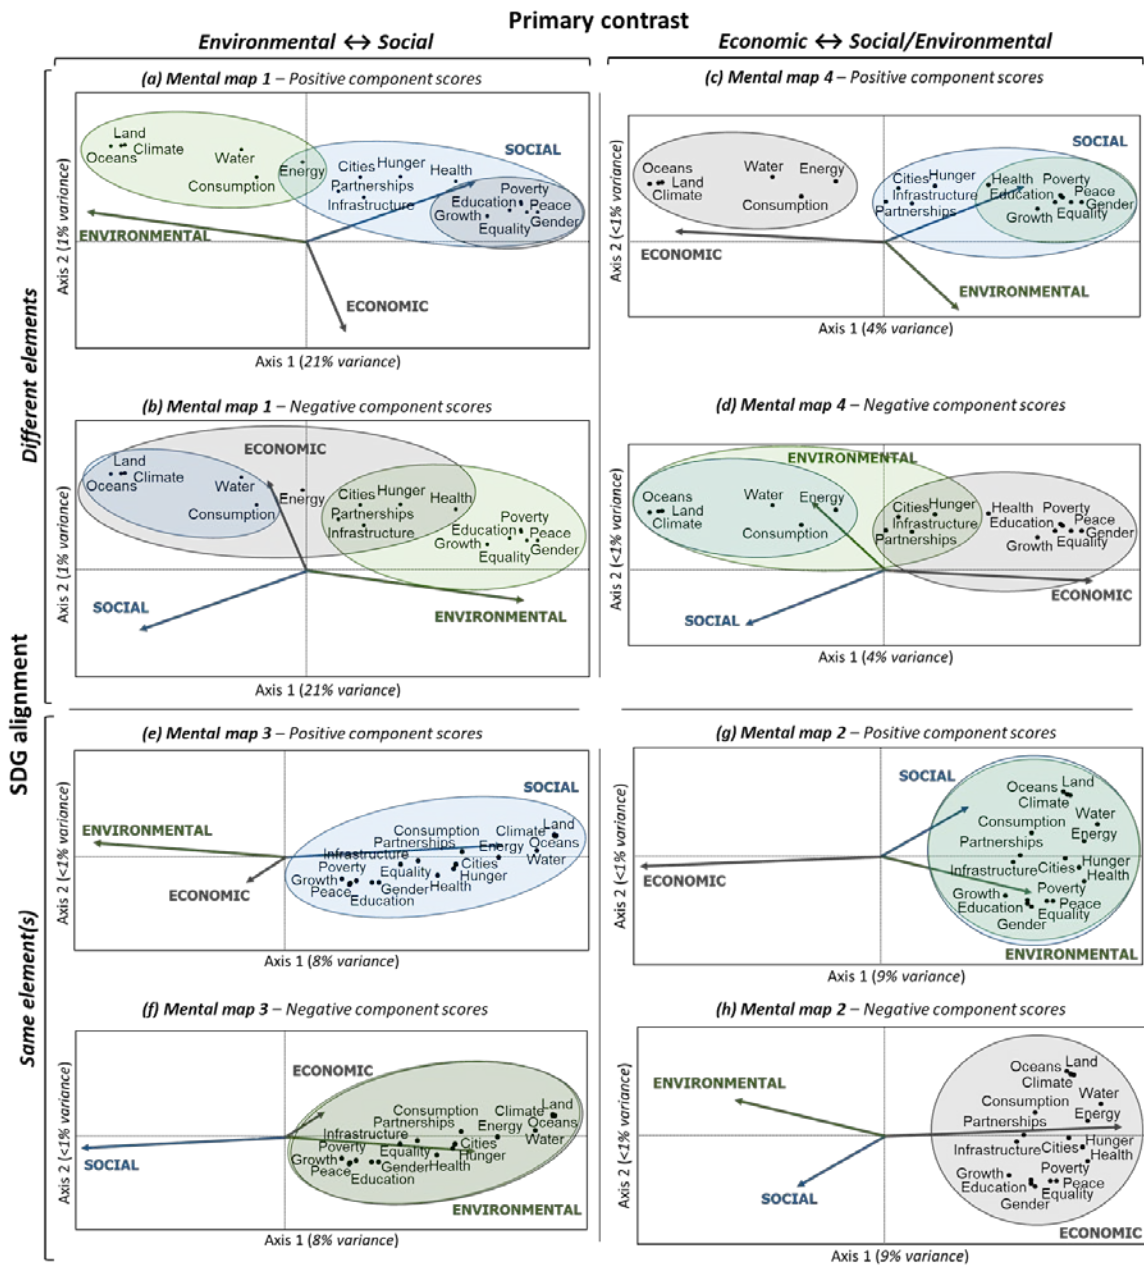 Primary contrast
Environmental ↔ Social
Economic ↔ Social/Environmental
SDG alignment
Different elements
Same element(s)
(a) Mental map 1 – Positive component scores
Axis 2 (1% variance)
Land
Oceans
Climate
Water
Consumption
Energy
Cities
Hunger
Health
Partnerships
Infrastructure
SOCIAL
Poverty
Education
Peace
Growth
Gender
Equality
ENVIRONMENTAL
ECONOMIC
Axis 1 (21% variance)
(c) Mental map 4 – Positive component scores
Axis 2 (<1% variance)
Oceans
Land
Climate
Water
Energy
Consumption
SOCIAL
Cities
Hunger
Infrastructure
Partnerships
Health
Poverty
Education
Peace
Gender
Growth
Equality
ECONOMIC
ENVIRONMENTAL
Axis 1 (4% variance)
(b) Mental map 1 – Negative component scores
Axis 2 (1% variance)
ECONOMIC
Land
Oceans
Climate
Water
Consumption
Energy
Cities
Hunger
Health
Partnerships
Infrastructure
Poverty
Education
Peace
Growth
Gender
Equality
SOCIAL
ENVIRONMENTAL
Axis 1 (21% variance)
(d) Mental map 4 – Negative component scores
Axis 2 (<1% variance)
ENVIRONMENTAL
Oceans
Land
Climate
Water
Energy
Consumption
Cities
Hunger
Infrastructure
Partnerships
Health
Poverty
Education
Peace
Gender
Growth
Equality
ECONOMIC
SOCIAL
Axis 1 (4% variance)
(e) Mental map 3 – Positive component scores
Axis 2 (<1% variance)
SOCIAL
ENVIRONMENTAL
ECONOMIC
Consumption
Partnerships
Climate
Land
Energy
Oceans
Infrastructure
Water
Poverty
Equality
Cities
Growth
Hunger
Peace
Gender
Health
Education
Axis 1 (8% variance)
(g) Mental map 2 – Positive component scores
Axis 2 (<1% variance)
SOCIAL
Oceans
Land
Climate
Consumption
Water
Partnerships
Energy
ECONOMIC
Infrastructure
Cities
Hunger
Health
Growth
Poverty
Education
Peace
Equality
Gender
ENVIRONMENTAL
Axis 1 (9% variance)
(f) Mental map 3 – Negative component scores
Axis 2 (<1% variance)
ECONOMIC
Consumption
Partnerships
Climate
Land
Energy
Oceans
Infrastructure
Water
Poverty
Equality
Cities
Growth
Hunger
Peace
Gender
Health
Education
SOCIAL
ENVIRONMENTAL
Axis 1 (8% variance)
(h) Mental map 2 – Negative component scores
Axis 2 (<1% variance)
ENVIRONMENTAL
Oceans
Land
Climate
Consumption
Water
Partnerships
Energy
Infrastructure
Cities
Hunger
Health
Growth
Poverty
Education
Peace
Equality
Gender
SOCIAL
ECONOMIC
Axis 1 (9% variance)